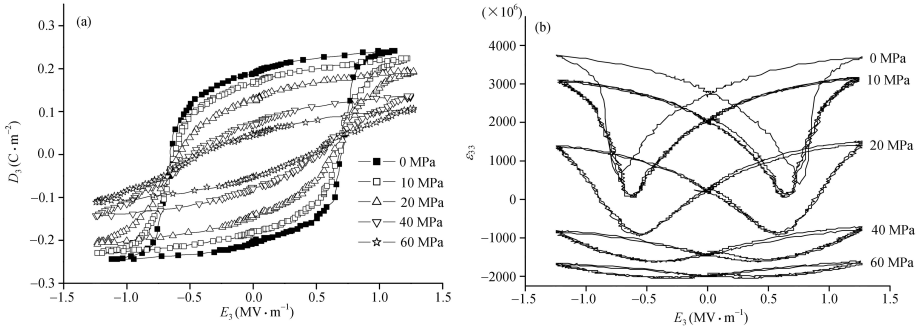 (a)
D₃ (C·m⁻²)
0.3
0.2
0.1
0.0
−0.1
−0.2
−0.3
0 MPa
10 MPa
20 MPa
40 MPa
60 MPa
−1.5
−1.0
−0.5
0.0
0.5
1.0
1.5
E₃ (MV·m⁻¹)
(×10⁶)
(b)
ε₃₃
4000
3000
2000
1000
0
−1000
−2000
0 MPa
10 MPa
20 MPa
40 MPa
60 MPa
−1.5
−1.0
−0.5
0.0
0.5
1.0
1.5
E₃ (MV·m⁻¹)